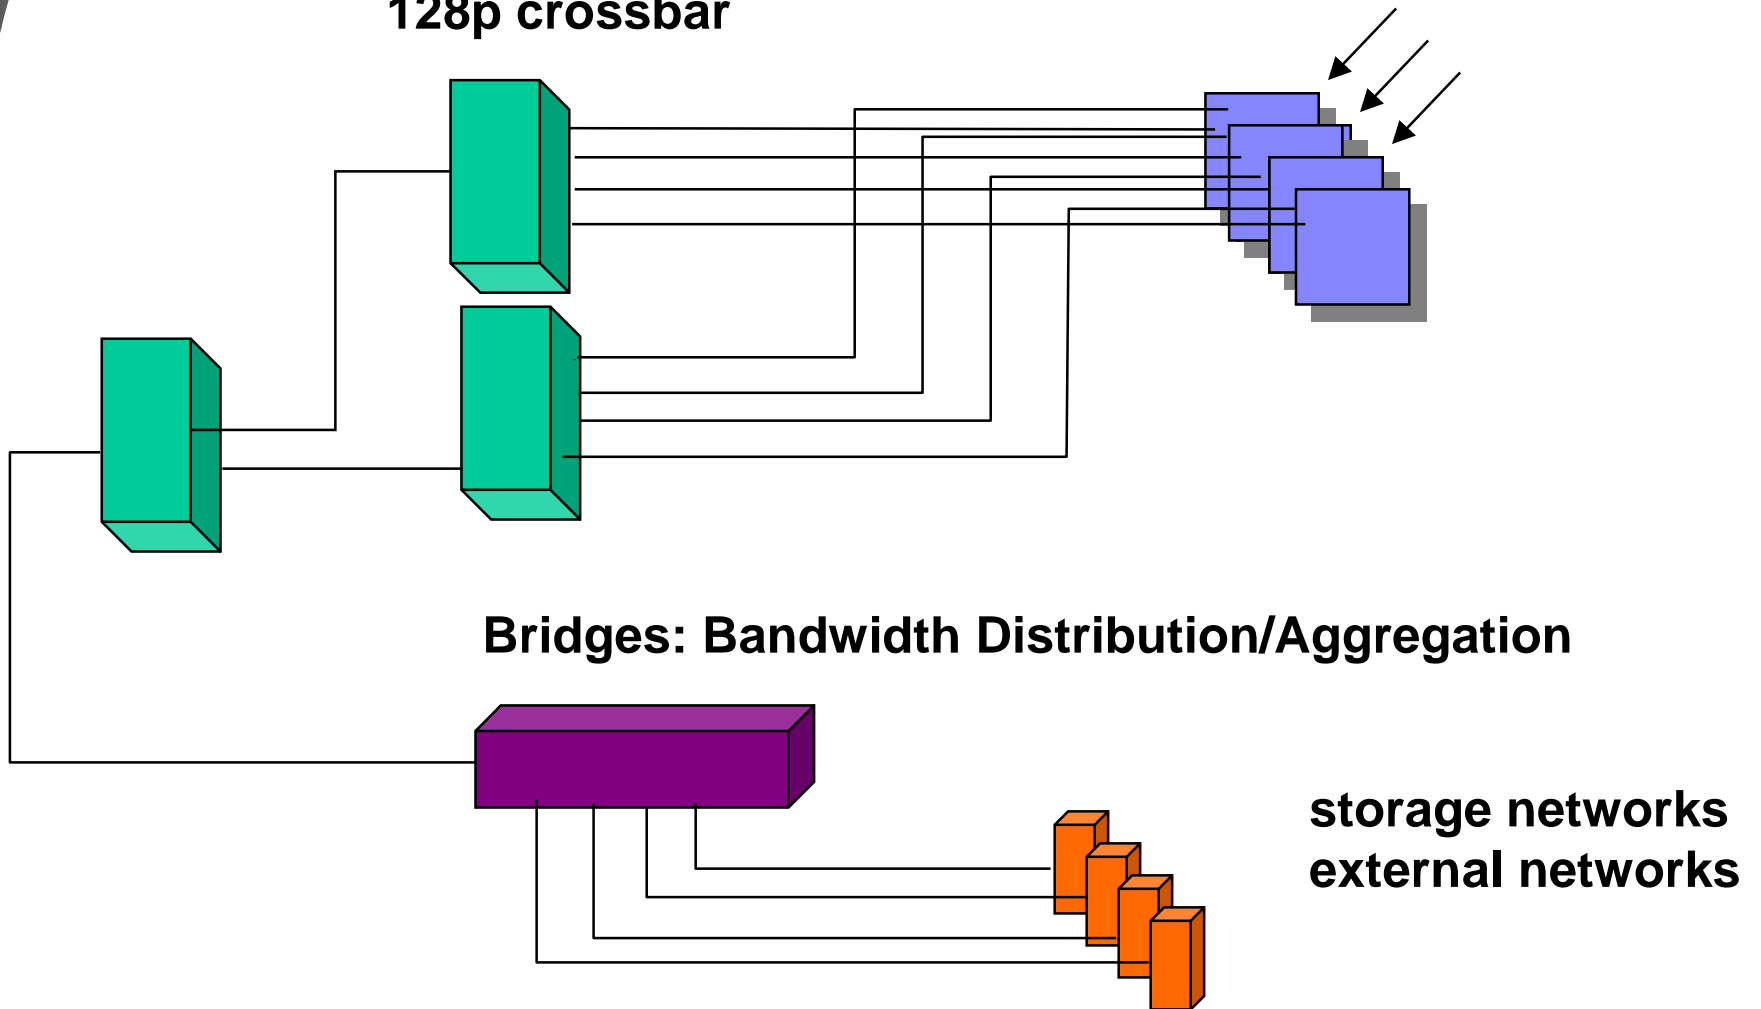 128p crossbar
Bridges: Bandwidth Distribution/Aggregation
storage networks
external networks